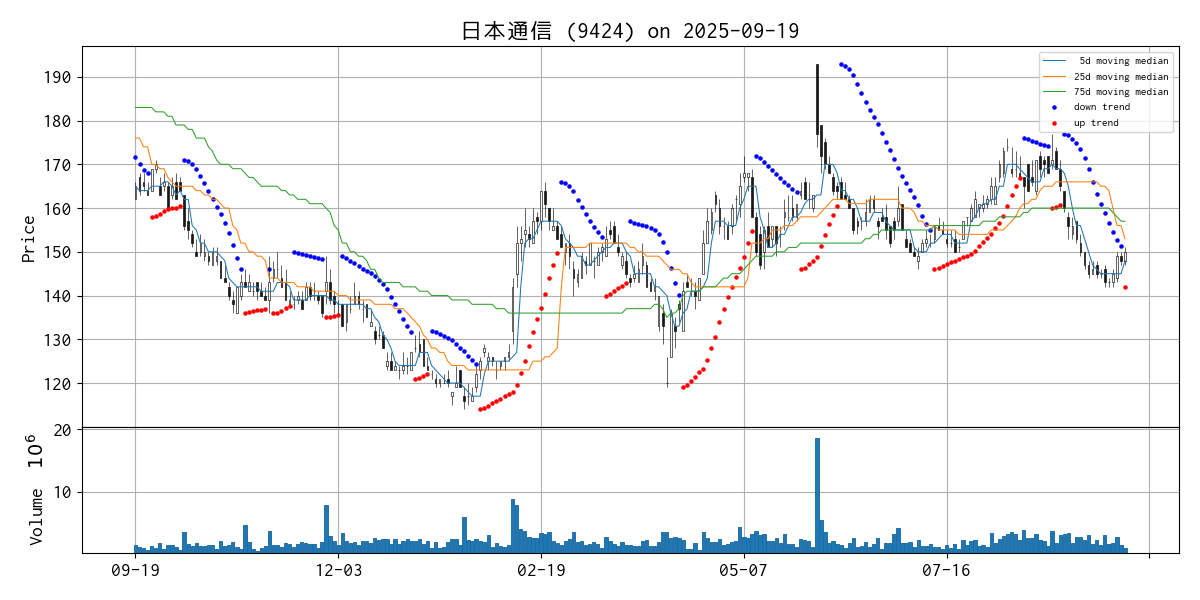 日本通信 (9424) on 2025-09-19
5d moving median
25d moving median
75d moving median
down trend
up trend
Price
190
180
170
160
150
140
130
120
Volume 10^6
20
10
09-19 12-03 02-19 05-07 07-16